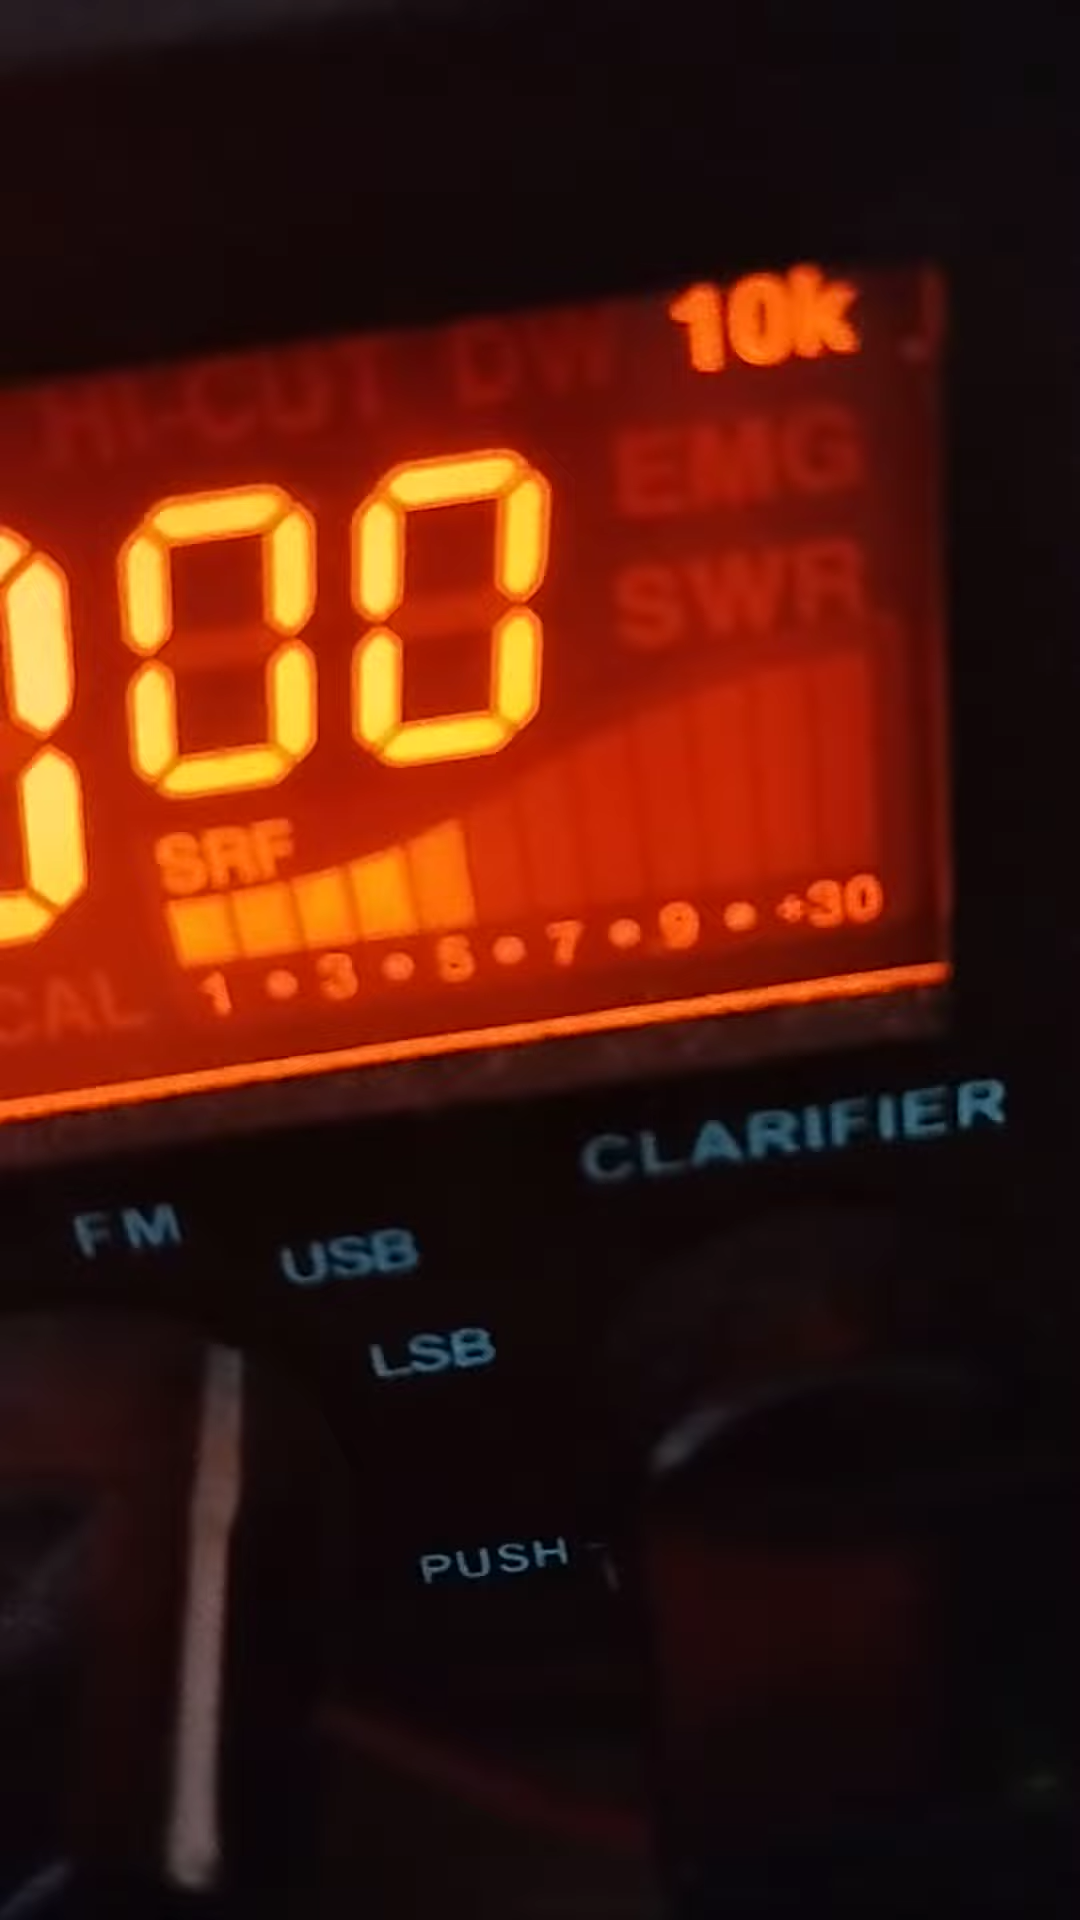 10k
HI-CUT DW
EMG
00
SWR
SRF
1 • 3 • 5 • 7 • 9 • +30
CAL
CLARIFIER
FM
USB
LSB
PUSH